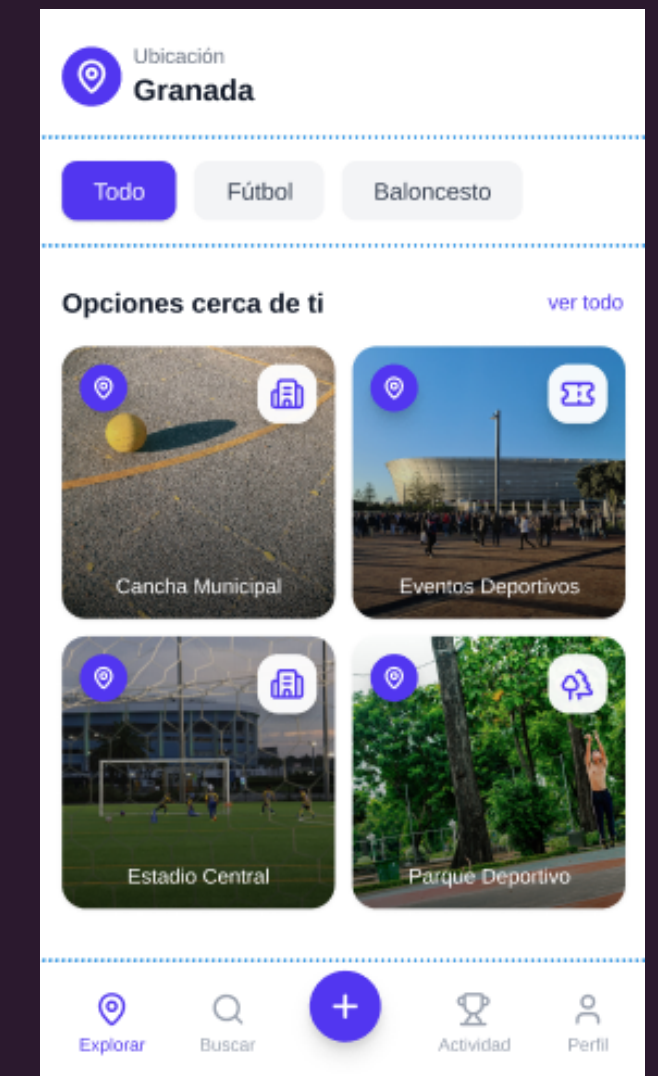 Ubicación
Granada
Todo
Fútbol
Baloncesto
Opciones cerca de ti
ver todo
Cancha Municipal
Eventos Deportivos
Estadio Central
Parque Deportivo
Explorar
Buscar
Actividad
Perfil